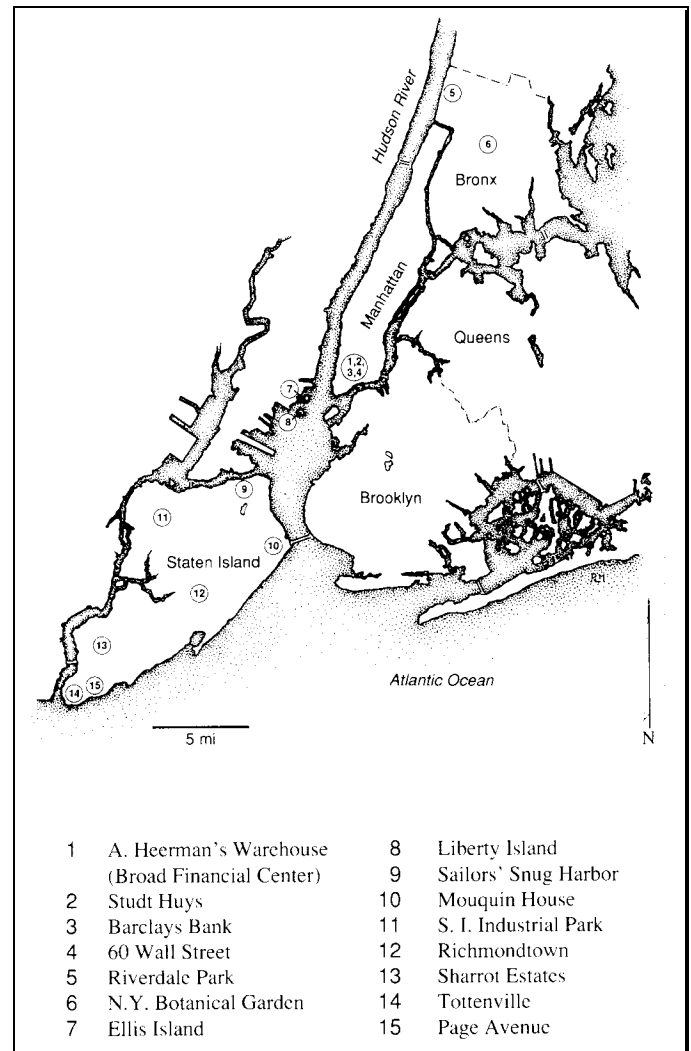 Hudson River
5
6
Bronx
Manhattan
Queens
1,2,
3,4
7
8
9
Brooklyn
11
10
Staten Island
12
RM
13
14
15
Atlantic Ocean
5 mi
N
1 A. Heerman's Warehouse
(Broad Financial Center)
2 Studt Huys
3 Barclays Bank
4 60 Wall Street
5 Riverdale Park
6 N.Y. Botanical Garden
7 Ellis Island
8 Liberty Island
9 Sailors' Snug Harbor
10 Mouquin House
11 S. I. Industrial Park
12 Richmondtown
13 Sharrot Estates
14 Tottenville
15 Page Avenue